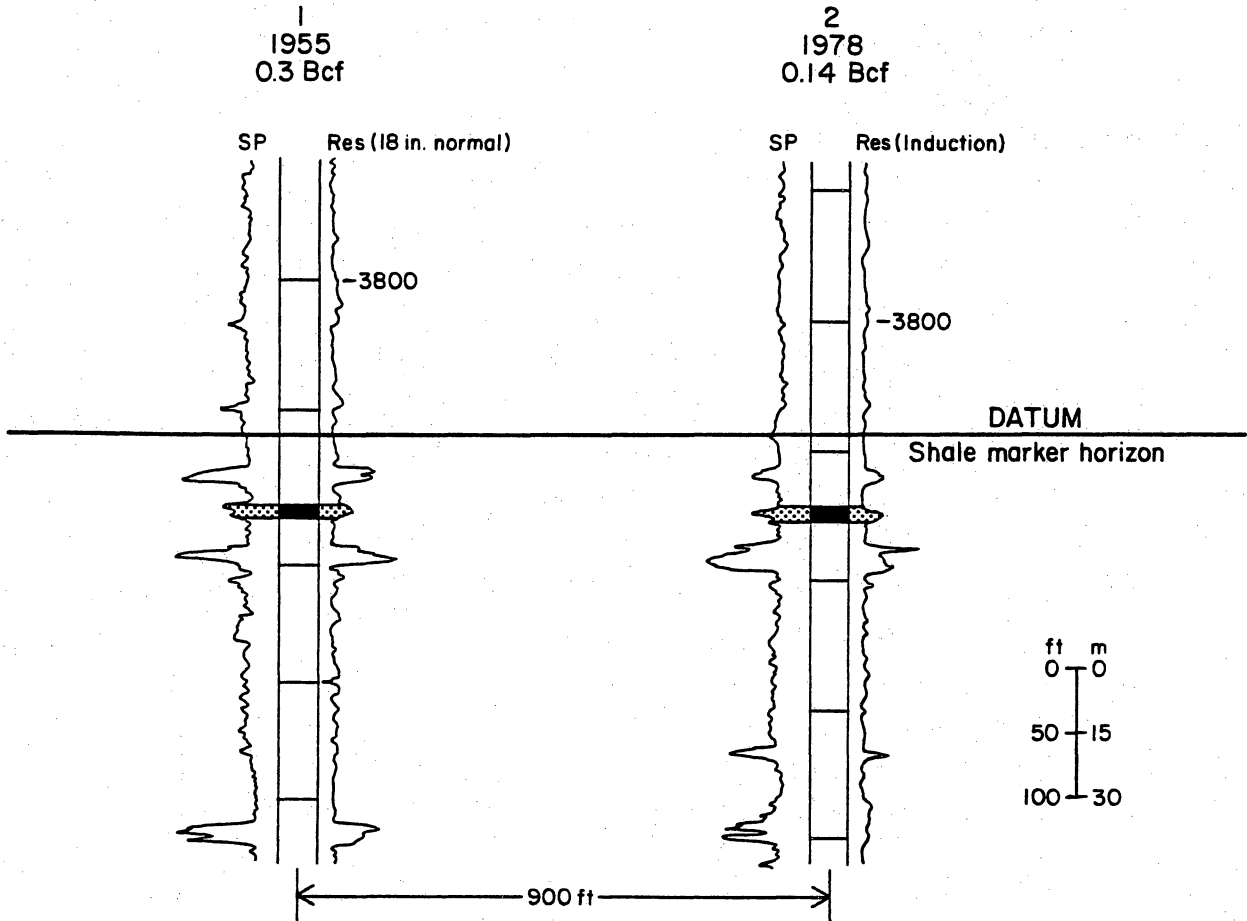 1
1955
0.3 Bcf
2
1978
0.14 Bcf
SP Res (18 in. normal)
SP Res (Induction)
-3800
-3800
DATUM
Shale marker horizon
ft m
0 0
50 15
100 30
900 ft